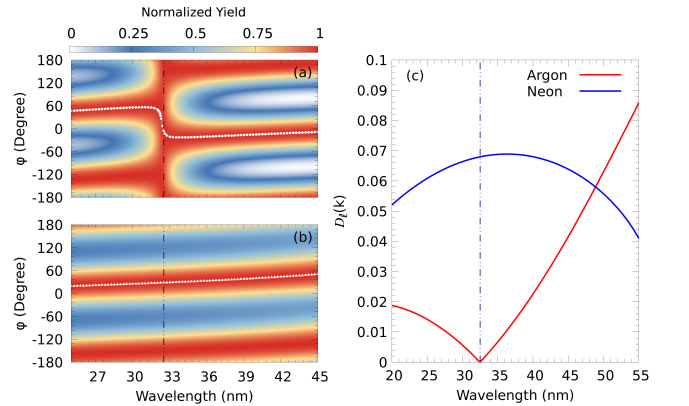 Normalized Yield
0 0.25 0.5 0.75 1
(a)
180
120
60
0
-60
-120
-180
φ (Degree)
(b)
180
120
60
0
-60
-120
-180
φ (Degree)
27 30 33 36 39 42 45
Wavelength (nm)
(c)
Argon
Neon
0.1
0.09
0.08
0.07
0.06
0.05
0.04
0.03
0.02
0.01
0
Dℓ(k)
20 25 30 35 40 45 50 55
Wavelength (nm)